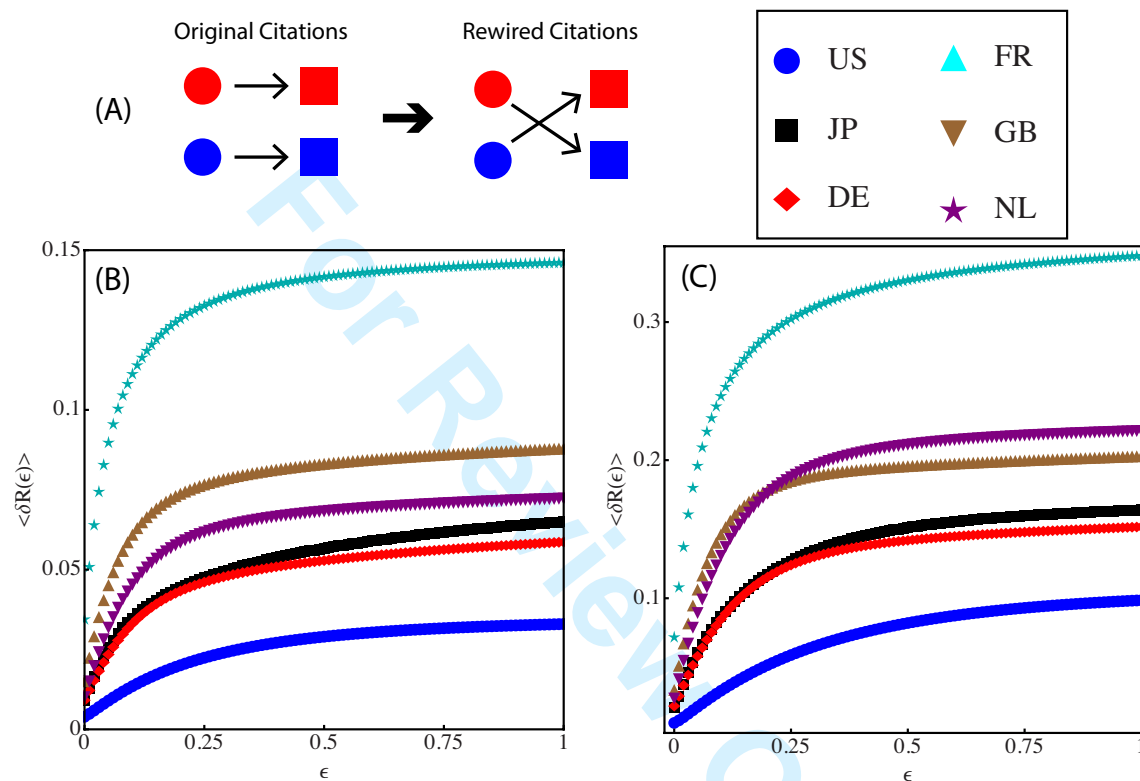 Original Citations
Rewired Citations
(A)
US
JP
DE
FR
GB
NL
(B)
0.15
0.1
0.05
0
<δR(ϵ)>
0 0.25 0.5 0.75 1
ϵ
(C)
0.3
0.2
0.1
<δR(ϵ)>
0 0.25 0.5 0.75 1
ϵ
For Review O